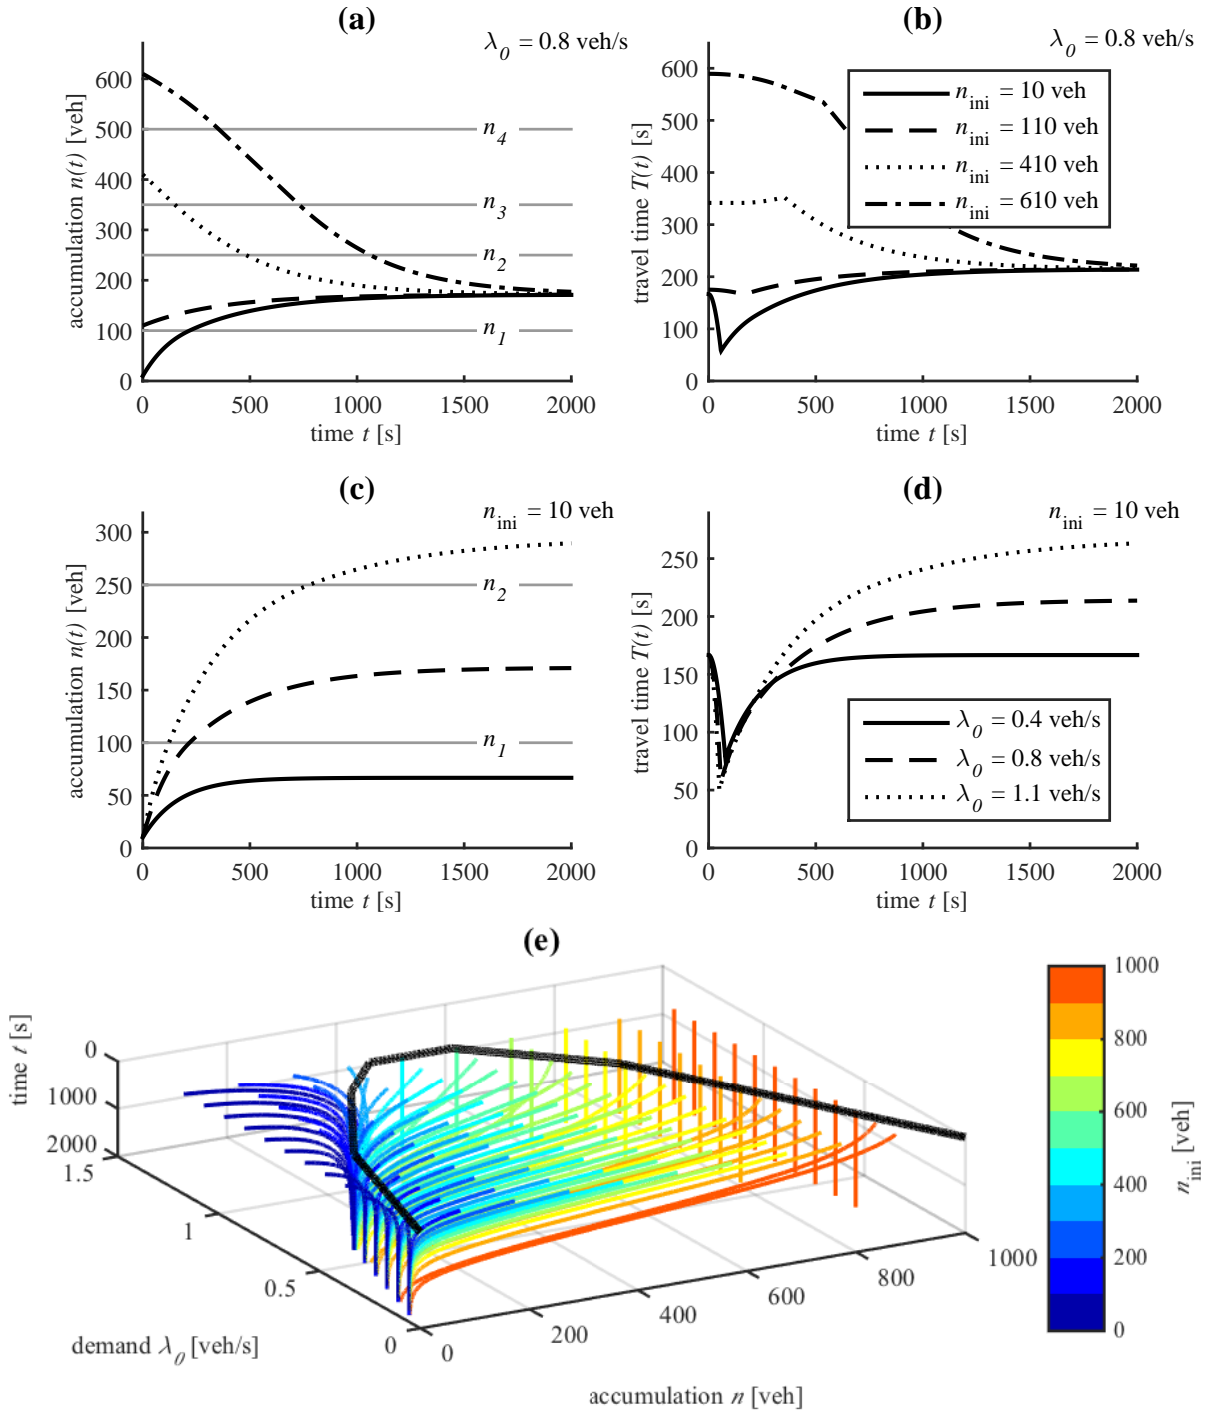 (a)
λ0 = 0.8 veh/s
accumulation n(t) [veh]
600
500
400
300
200
100
0
n4
n3
n2
n1
0 500 1000 1500 2000
time t [s]
(b)
λ0 = 0.8 veh/s
travel time T(t) [s]
600
500
400
300
200
100
0
nini = 10 veh
nini = 110 veh
nini = 410 veh
nini = 610 veh
0 500 1000 1500 2000
time t [s]
(c)
nini = 10 veh
accumulation n(t) [veh]
300
250
200
150
100
50
0
n2
n1
0 500 1000 1500 2000
time t [s]
(d)
nini = 10 veh
travel time T(t) [s]
250
200
150
100
50
0
λ0 = 0.4 veh/s
λ0 = 0.8 veh/s
λ0 = 1.1 veh/s
0 500 1000 1500 2000
time t [s]
(e)
time t [s]
0
1000
2000
1.5
1
0.5
0
demand λ0 [veh/s]
0
200
400
600
800
1000
accumulation n [veh]
1000
800
600
400
200
0
nini [veh]